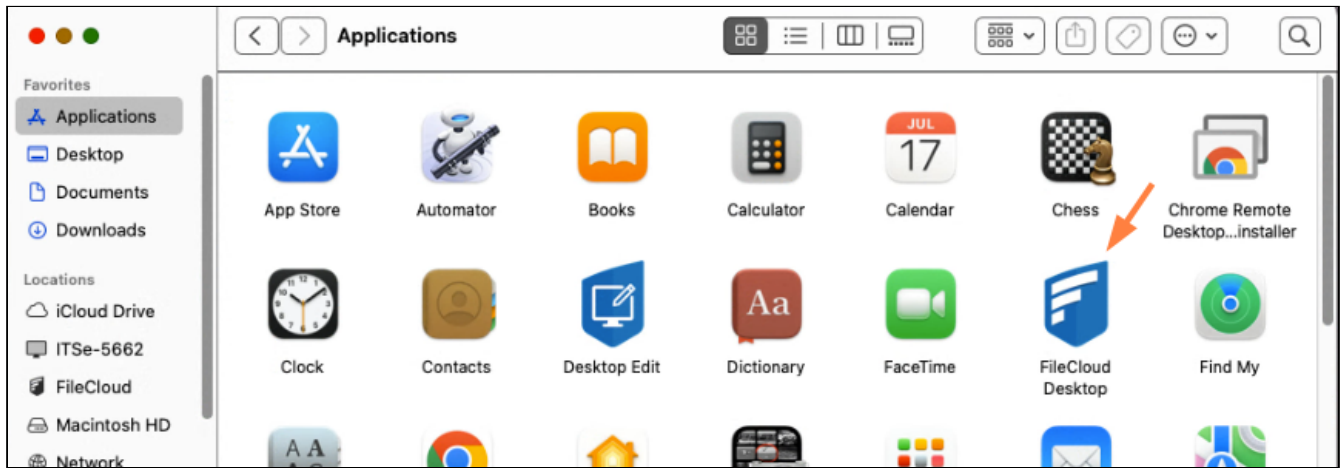 Applications
Favorites
Applications
Desktop
Documents
Downloads
Locations
iCloud Drive
ITSe-5662
FileCloud
Macintosh HD
Network
JUL
17
App Store
Automator
Books
Calculator
Calendar
Chess
Chrome Remote
Desktop...installer
12
Aa
Clock
Contacts
Desktop Edit
Dictionary
FaceTime
FileCloud
Desktop
Find My
A A